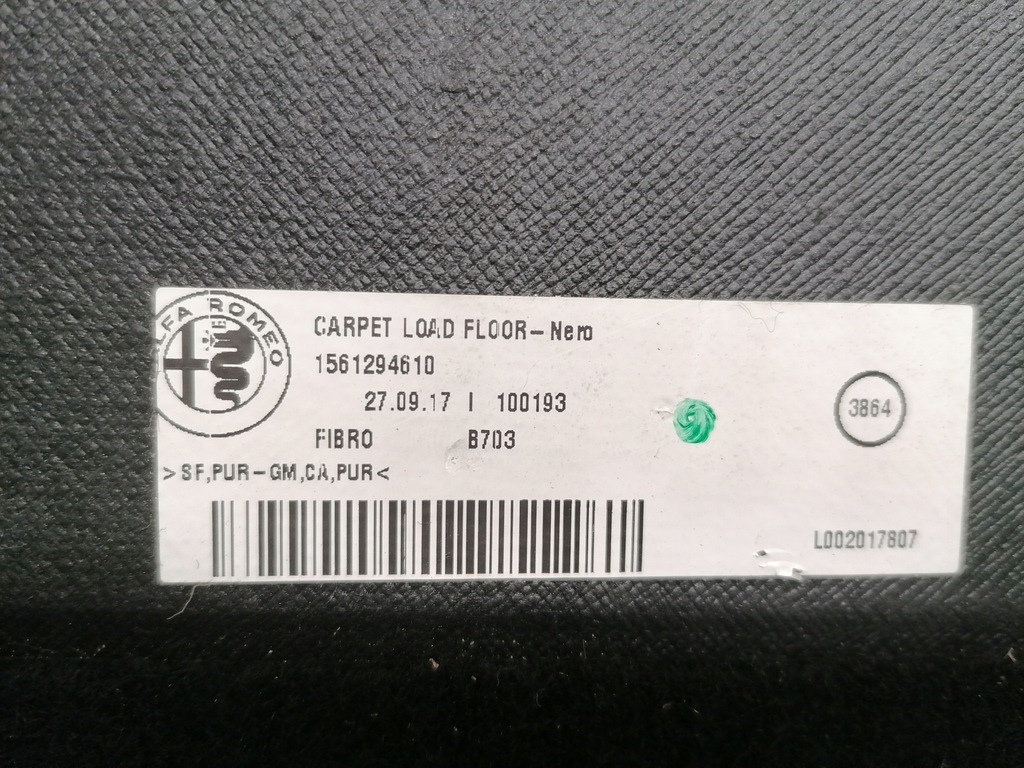 ALFA ROMEO
CARPET LOAD FLOOR-Nero
1561294610
27.09.17 I 100193
FIBRO B703
>SF,PUR-GM,CA,PUR<
3864
L002017807